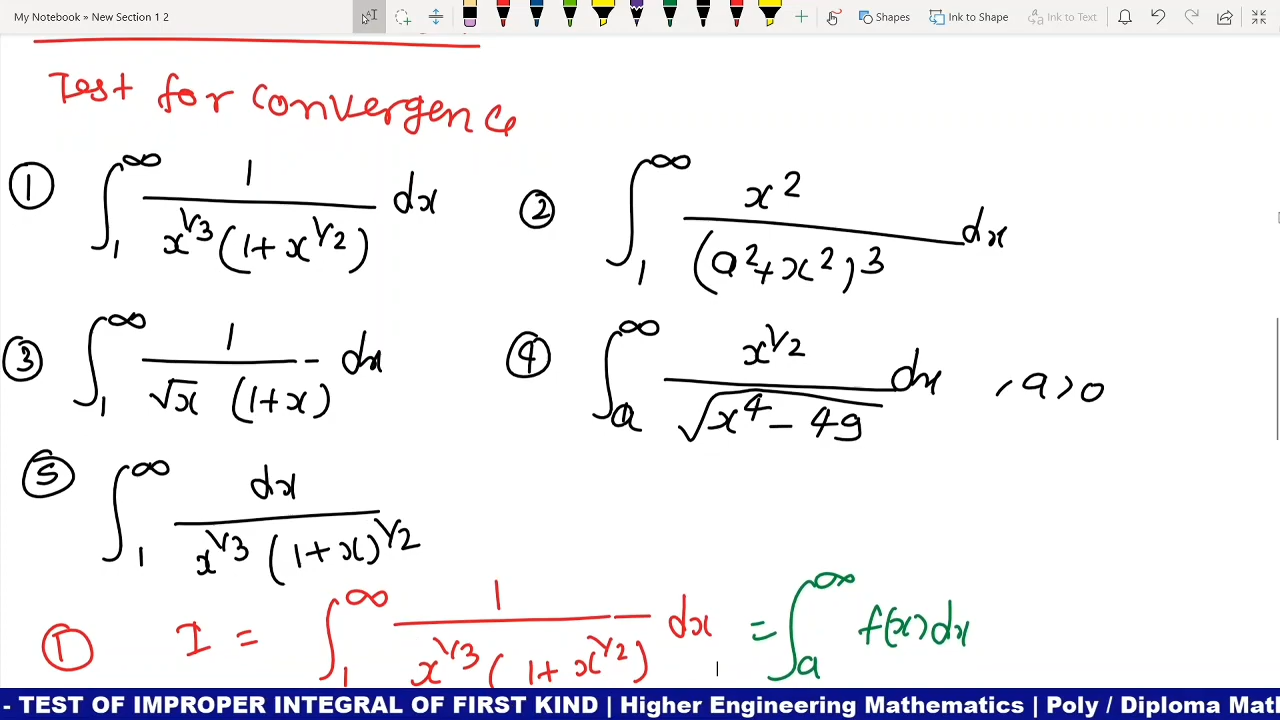 My Notebook » New Section 1 2
Shapes Ink to Shape Ink to Text
Test for convergence
① ∫₁^∞ 1/(x^{1/3}(1+x^{1/2})) dx ② ∫₁^∞ x²/(a²+x²)³ dx
③ ∫₁^∞ 1/(√x (1+x)) dx ④ ∫ₐ^∞ x^{1/2}/√(x⁴-49) dx , a>0
⑤ ∫₁^∞ dx/(x^{1/3}(1+x)^{1/2})
① I = ∫₁^∞ 1/(x^{1/3}(1+x^{1/2})) dx = ∫ₐ^∞ f(x)dx
- TEST OF IMPROPER INTEGRAL OF FIRST KIND | Higher Engineering Mathematics | Poly / Diploma Mat